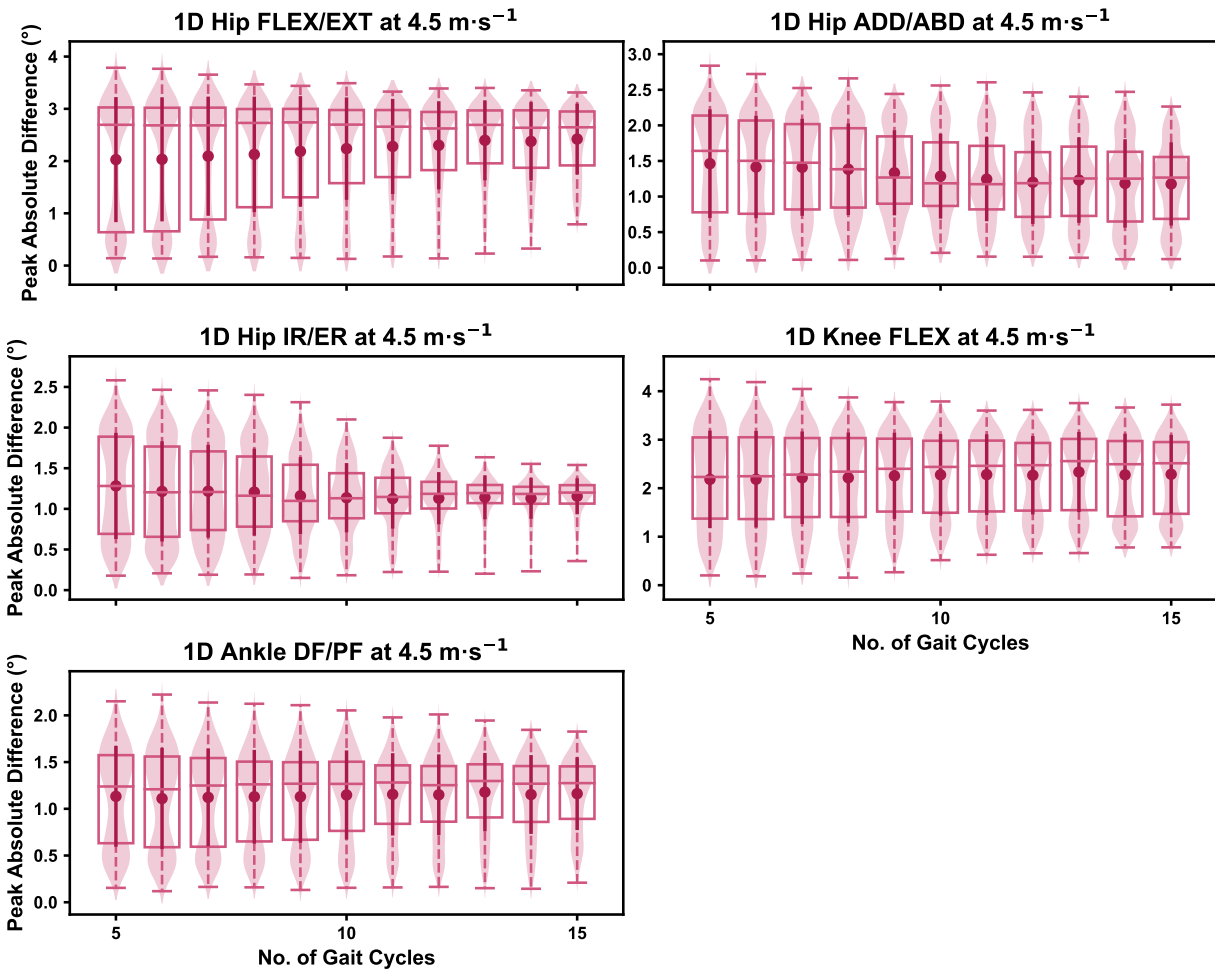 1D Hip FLEX/EXT at 4.5 m·s⁻¹
Peak Absolute Difference (°)
4
3
2
1
0
1D Hip ADD/ABD at 4.5 m·s⁻¹
3.0
2.5
2.0
1.5
1.0
0.5
0.0
1D Hip IR/ER at 4.5 m·s⁻¹
Peak Absolute Difference (°)
2.5
2.0
1.5
1.0
0.5
0.0
1D Knee FLEX at 4.5 m·s⁻¹
4
3
2
1
0
5 10 15
No. of Gait Cycles
1D Ankle DF/PF at 4.5 m·s⁻¹
Peak Absolute Difference (°)
2.0
1.5
1.0
0.5
0.0
5 10 15
No. of Gait Cycles